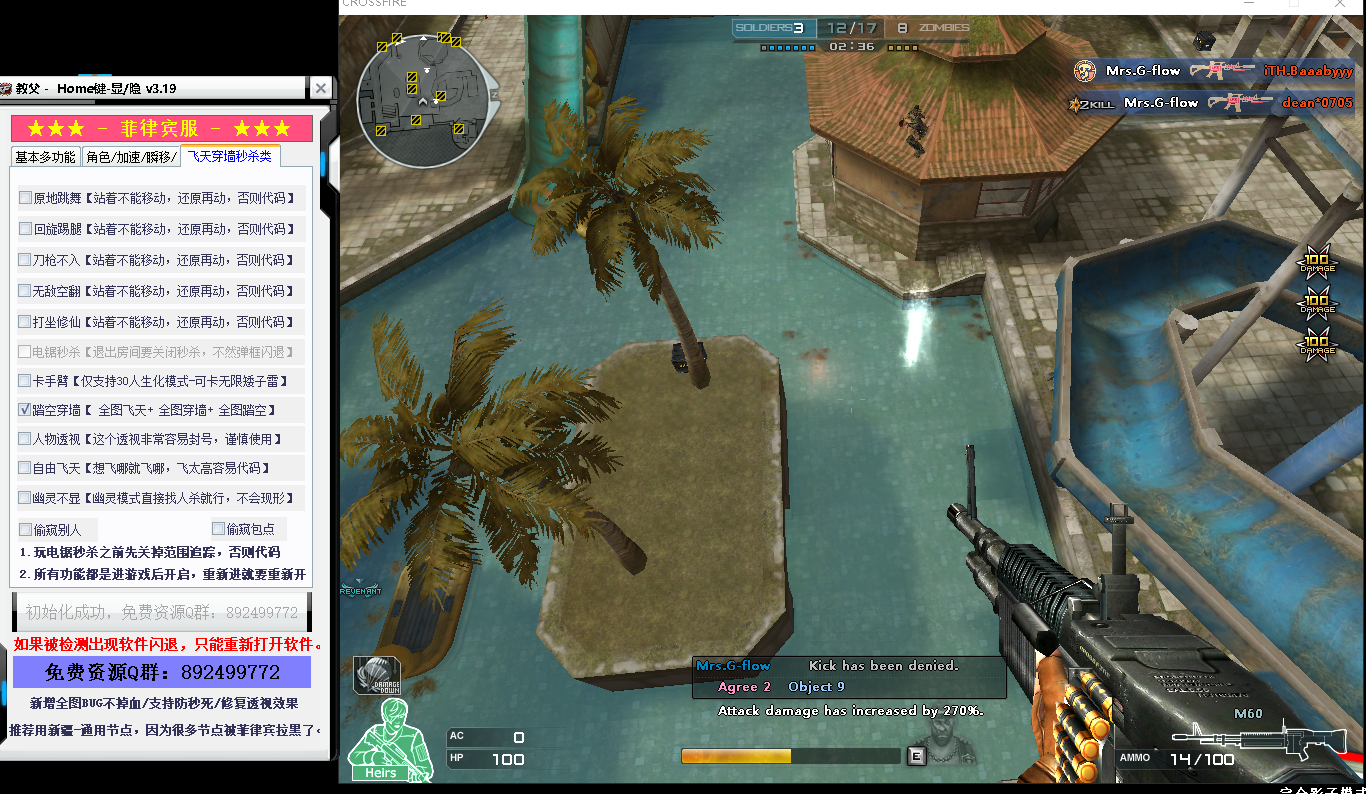 CROSSFIRE
教父 - Home健-显/隐 v3.19
★★★ - 菲律宾服 - ★★★
基本多功能 角色/加速/瞬移/ 飞天穿墙秒杀类
原地跳舞【站着不能移动，还原再动，否则代码】
回旋踢腿【站着不能移动，还原再动，否则代码】
刀枪不入【站着不能移动，还原再动，否则代码】
无敌空翻【站着不能移动，还原再动，否则代码】
打坐修仙【站着不能移动，还原再动，否则代码】
电锯秒杀【退出房间要关闭秒杀，不然弹框闪退】
卡手臂【仅支持30人生化模式-可卡无限矮子雷】
踏空穿墙【 全图飞天+ 全图穿墙+ 全图踏空】
人物透视【这个透视非常容易封号，谨慎使用】
自由飞天【想飞哪就飞哪，飞太高容易代码】
幽灵不显【幽灵模式直接找人杀就行，不会现形】
偷窥别人 偷窥包点
1.玩电锯秒杀之前先关掉范围追踪，否则代码
2.所有功能都是进游戏后开启，重新进就要重新开
初始化成功，免费资源Q群：892499772
如果被检测出现软件闪退，只能重新打开软件。
免费资源Q群：892499772
新增全图BUG不掉血/支持防秒死/修复透视效果
推荐用新疆-通用节点，因为很多节点被菲律宾拉黑了
SOLDIERS 3 12/17 8 ZOMBIES
02:36
Mrs.G-flow iTH.Baaabyyy
2KILL Mrs.G-flow dean*0705
100
DAMAGE
100
DAMAGE
100
DAMAGE
REVENANT
DAMAGE
DOWN
Mrs.G-flow Kick has been denied.
Agree 2 Object 9
Attack damage has increased by 270%.
AC 0
HP 100
Heirs
E
M60
AMMO 14/100